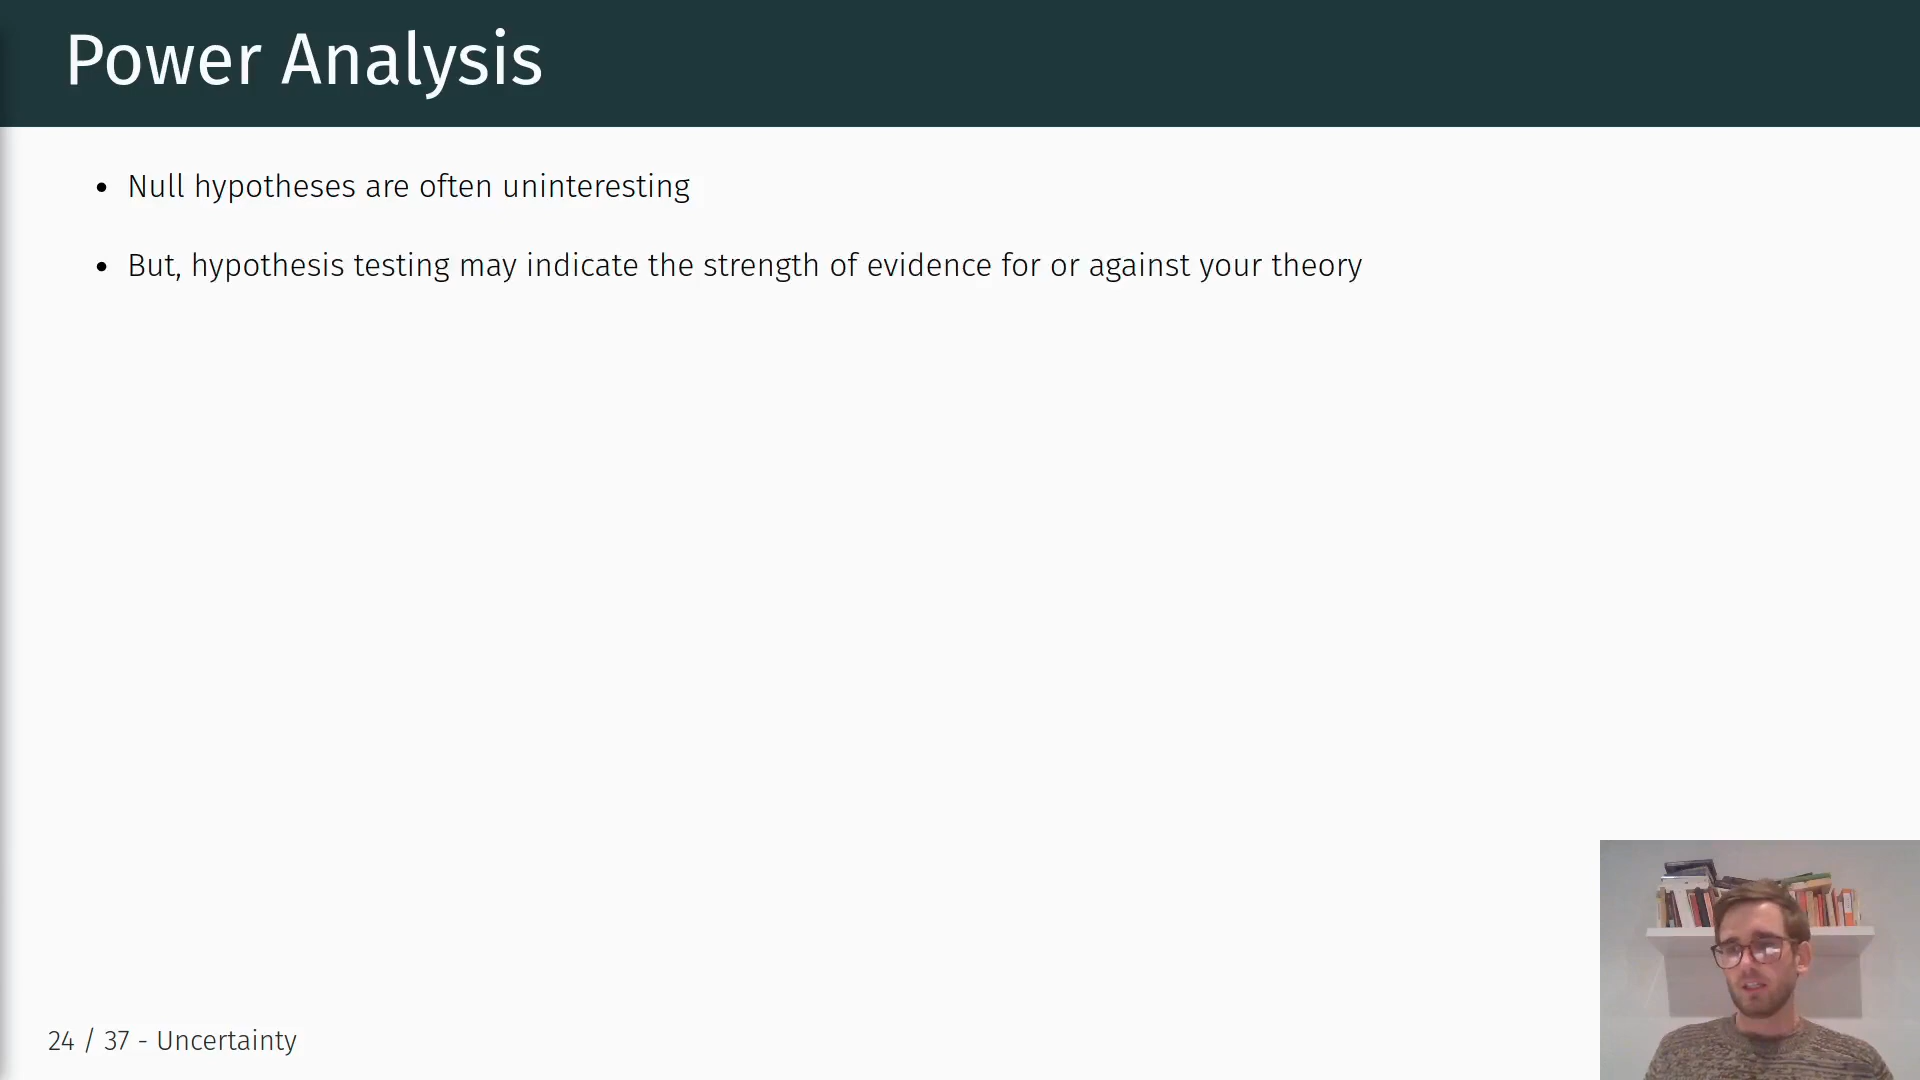 Power Analysis
Null hypotheses are often uninteresting
But, hypothesis testing may indicate the strength of evidence for or against your theory
24 / 37 - Uncertainty